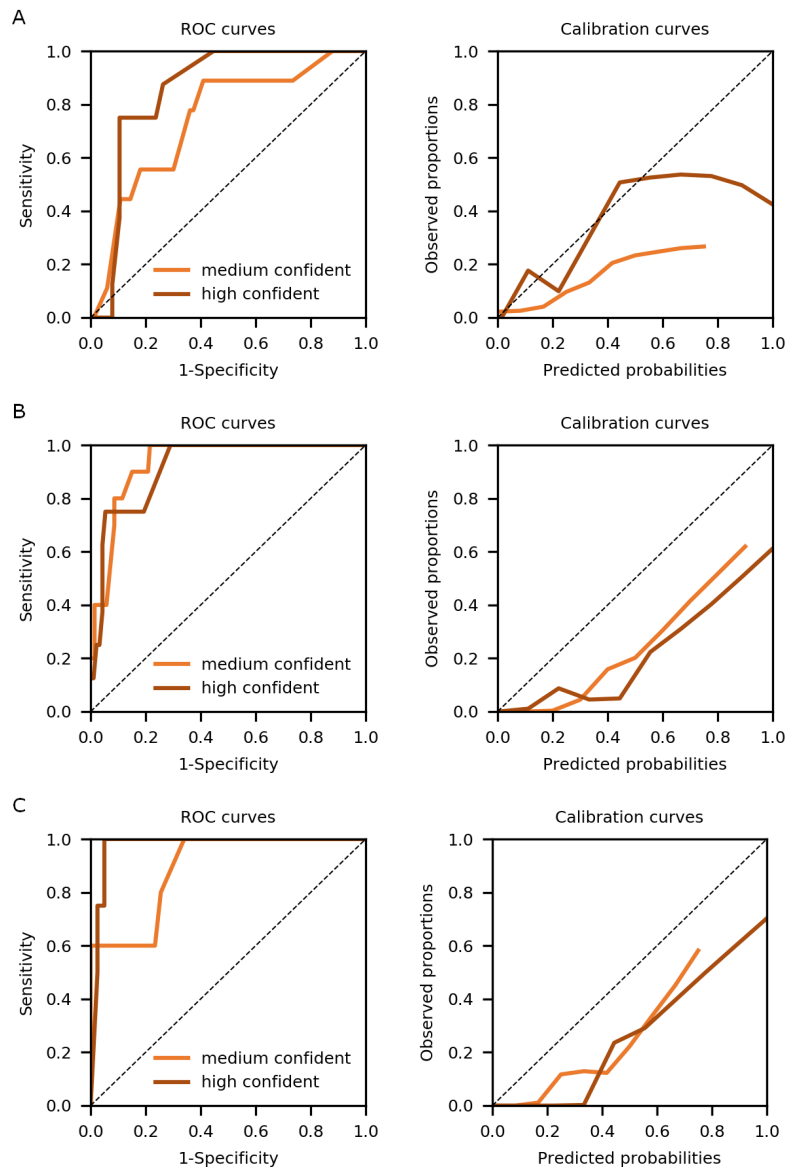 A
ROC curves
Calibration curves
1.0
0.8
0.6
0.4
0.2
0.0
Sensitivity
medium confident
high confident
0.0 0.2 0.4 0.6 0.8 1.0
1-Specificity
1.0
0.8
0.6
0.4
0.2
0.0
Observed proportions
0.0 0.2 0.4 0.6 0.8 1.0
Predicted probabilities
B
ROC curves
Calibration curves
1.0
0.8
0.6
0.4
0.2
0.0
Sensitivity
medium confident
high confident
0.0 0.2 0.4 0.6 0.8 1.0
1-Specificity
1.0
0.8
0.6
0.4
0.2
0.0
Observed proportions
0.0 0.2 0.4 0.6 0.8 1.0
Predicted probabilities
C
ROC curves
Calibration curves
1.0
0.8
0.6
0.4
0.2
0.0
Sensitivity
medium confident
high confident
0.0 0.2 0.4 0.6 0.8 1.0
1-Specificity
1.0
0.8
0.6
0.4
0.2
0.0
Observed proportions
0.0 0.2 0.4 0.6 0.8 1.0
Predicted probabilities